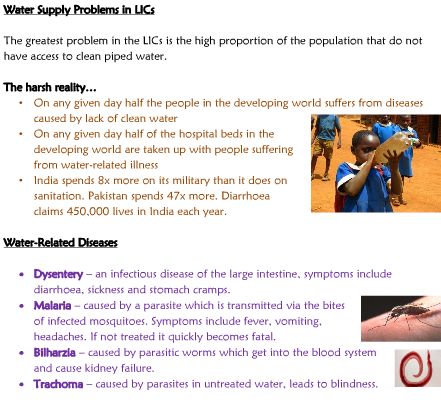 Water Supply Problems in LICs
The greatest problem in the LICs is the high proportion of the population that do not
have access to clean piped water.
The harsh reality…
• On any given day half the people in the developing world suffers from diseases
caused by lack of clean water
• On any given day half of the hospital beds in the
developing world are taken up with people suffering
from water-related illness
• India spends 8x more on its military than it does on
sanitation. Pakistan spends 47x more. Diarrhoea
claims 450,000 lives in India each year.
Water-Related Diseases
• Dysentery – an infectious disease of the large intestine, symptoms include
diarrhoea, sickness and stomach cramps.
• Malaria – caused by a parasite which is transmitted via the bites
of infected mosquitoes. Symptoms include fever, vomiting,
headaches. If not treated it quickly becomes fatal.
• Bilharzia – caused by parasitic worms which get into the blood system
and cause kidney failure.
• Trachoma – caused by parasites in untreated water, leads to blindness.